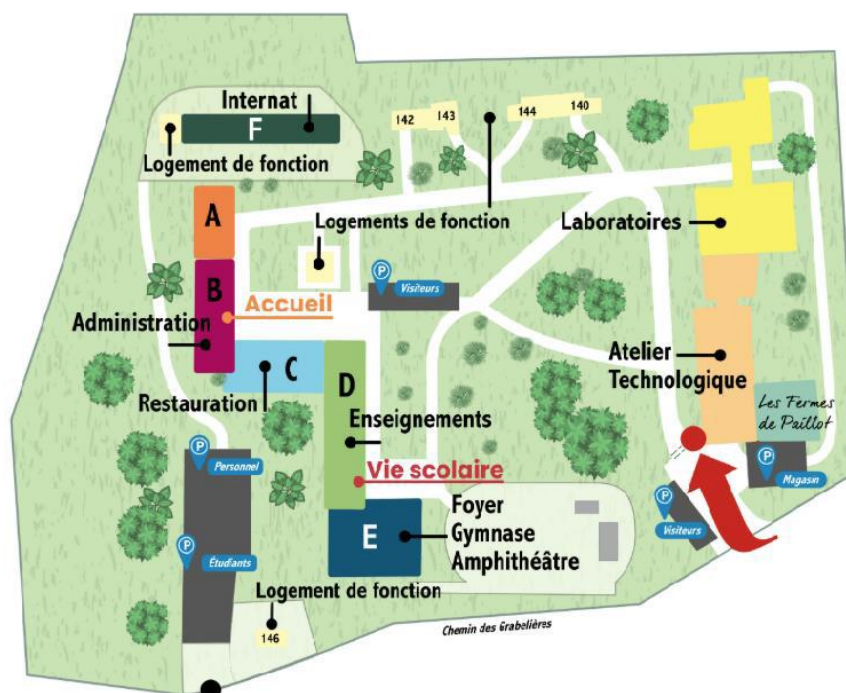 Internat
F
Logement de fonction
142
143
144
140
A
Logements de fonction
Laboratoires
B
P
Visiteurs
Accueil
Administration
C
D
Restauration
Atelier
Technologique
Enseignements
Les Fermes
de Paillot
P
Personnel
Vie scolaire
P
Magasin
Foyer
Gymnase
Amphithéâtre
E
P
Visiteurs
P
Étudiants
Logement de fonction
146
Chemin des Grabelières